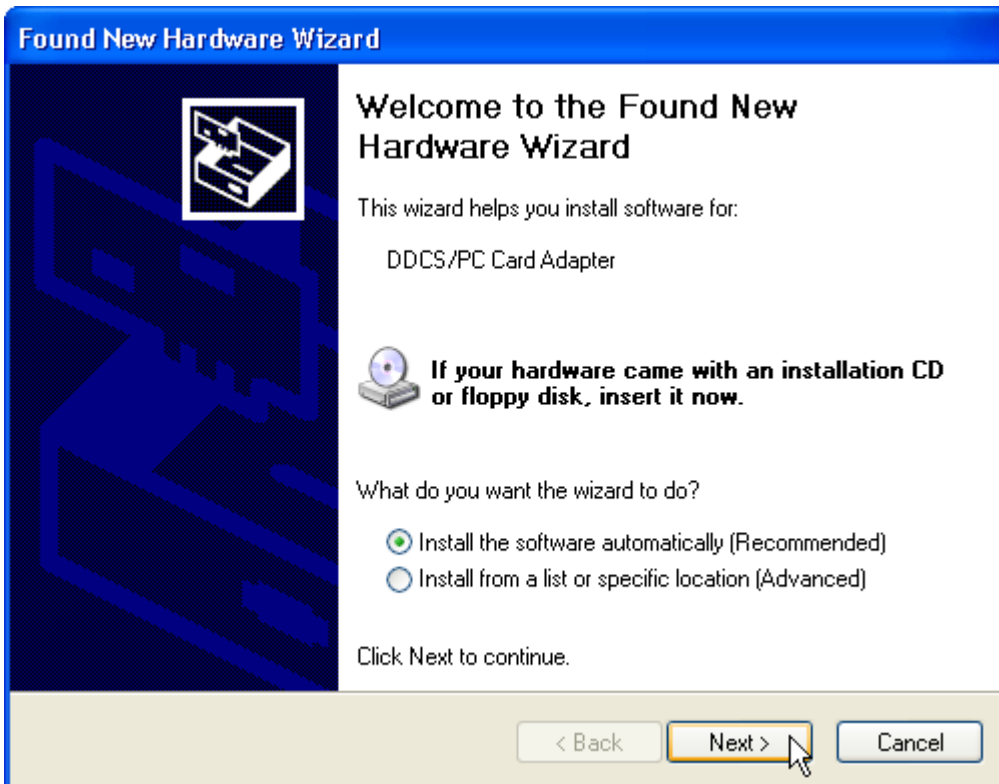 Found New Hardware Wizard
Welcome to the Found New
Hardware Wizard
This wizard helps you install software for:
DDCS/PC Card Adapter
If your hardware came with an installation CD
or floppy disk, insert it now.
What do you want the wizard to do?
Install the software automatically (Recommended)
Install from a list or specific location (Advanced)
Click Next to continue.
< Back Next > Cancel